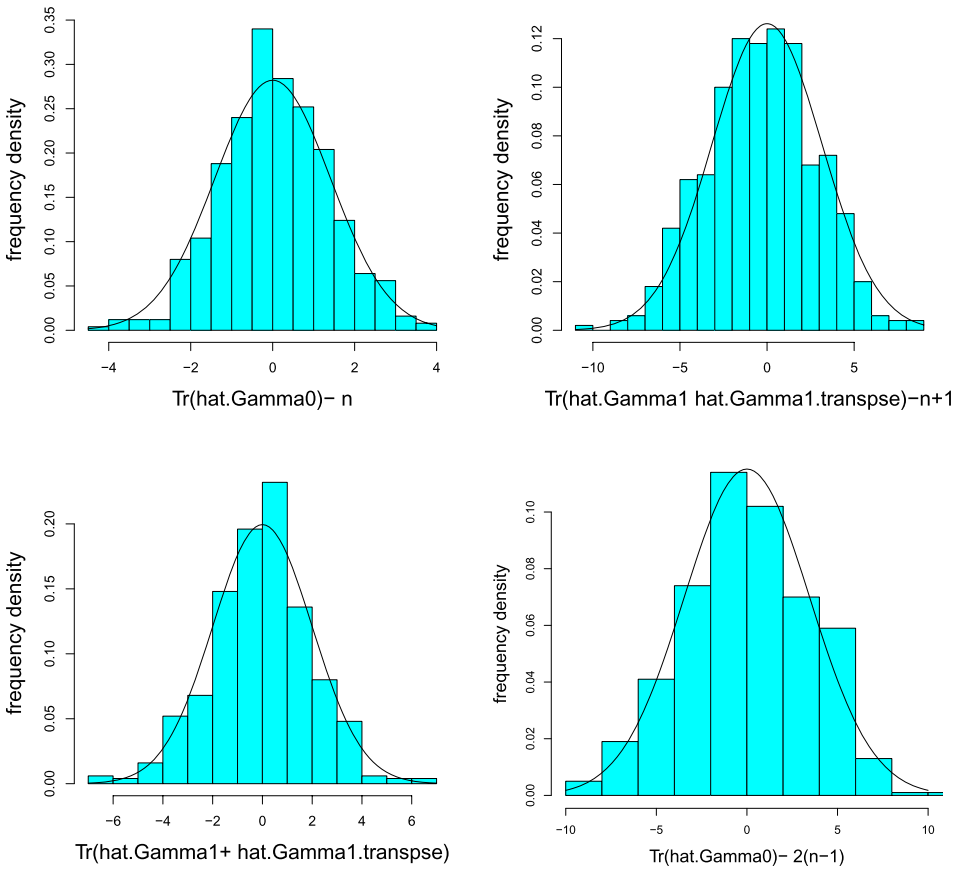 frequency density
0.00 0.05 0.10 0.15 0.20 0.25 0.30 0.35
−4 −2 0 2 4
Tr(hat.Gamma0)− n
frequency density
0.00 0.02 0.04 0.06 0.08 0.10 0.12
−10 −5 0 5
Tr(hat.Gamma1 hat.Gamma1.transpse)−n+1
frequency density
0.00 0.05 0.10 0.15 0.20
−6 −4 −2 0 2 4 6
Tr(hat.Gamma1+ hat.Gamma1.transpse)
frequency density
0.00 0.02 0.04 0.06 0.08 0.10
−10 −5 0 5 10
Tr(hat.Gamma0)− 2(n−1)